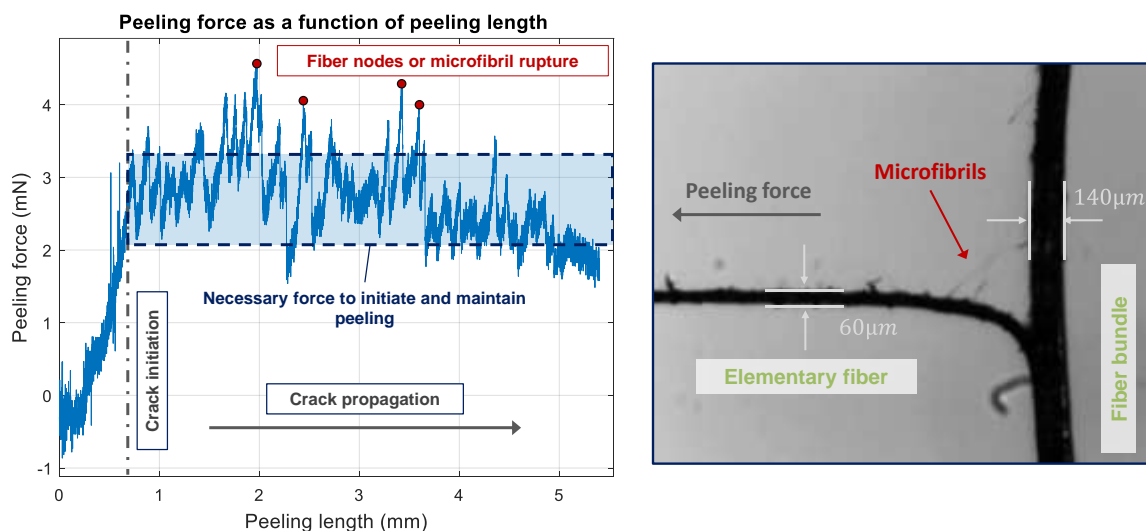 Peeling force as a function of peeling length
Fiber nodes or microfibril rupture
4
3
2
1
0
-1
Peeling force (mN)
Necessary force to initiate and maintain
peeling
Crack initiation
Crack propagation
0 1 2 3 4 5
Peeling length (mm)
Microfibrils
Peeling force
140μm
60μm
Elementary fiber
Fiber bundle